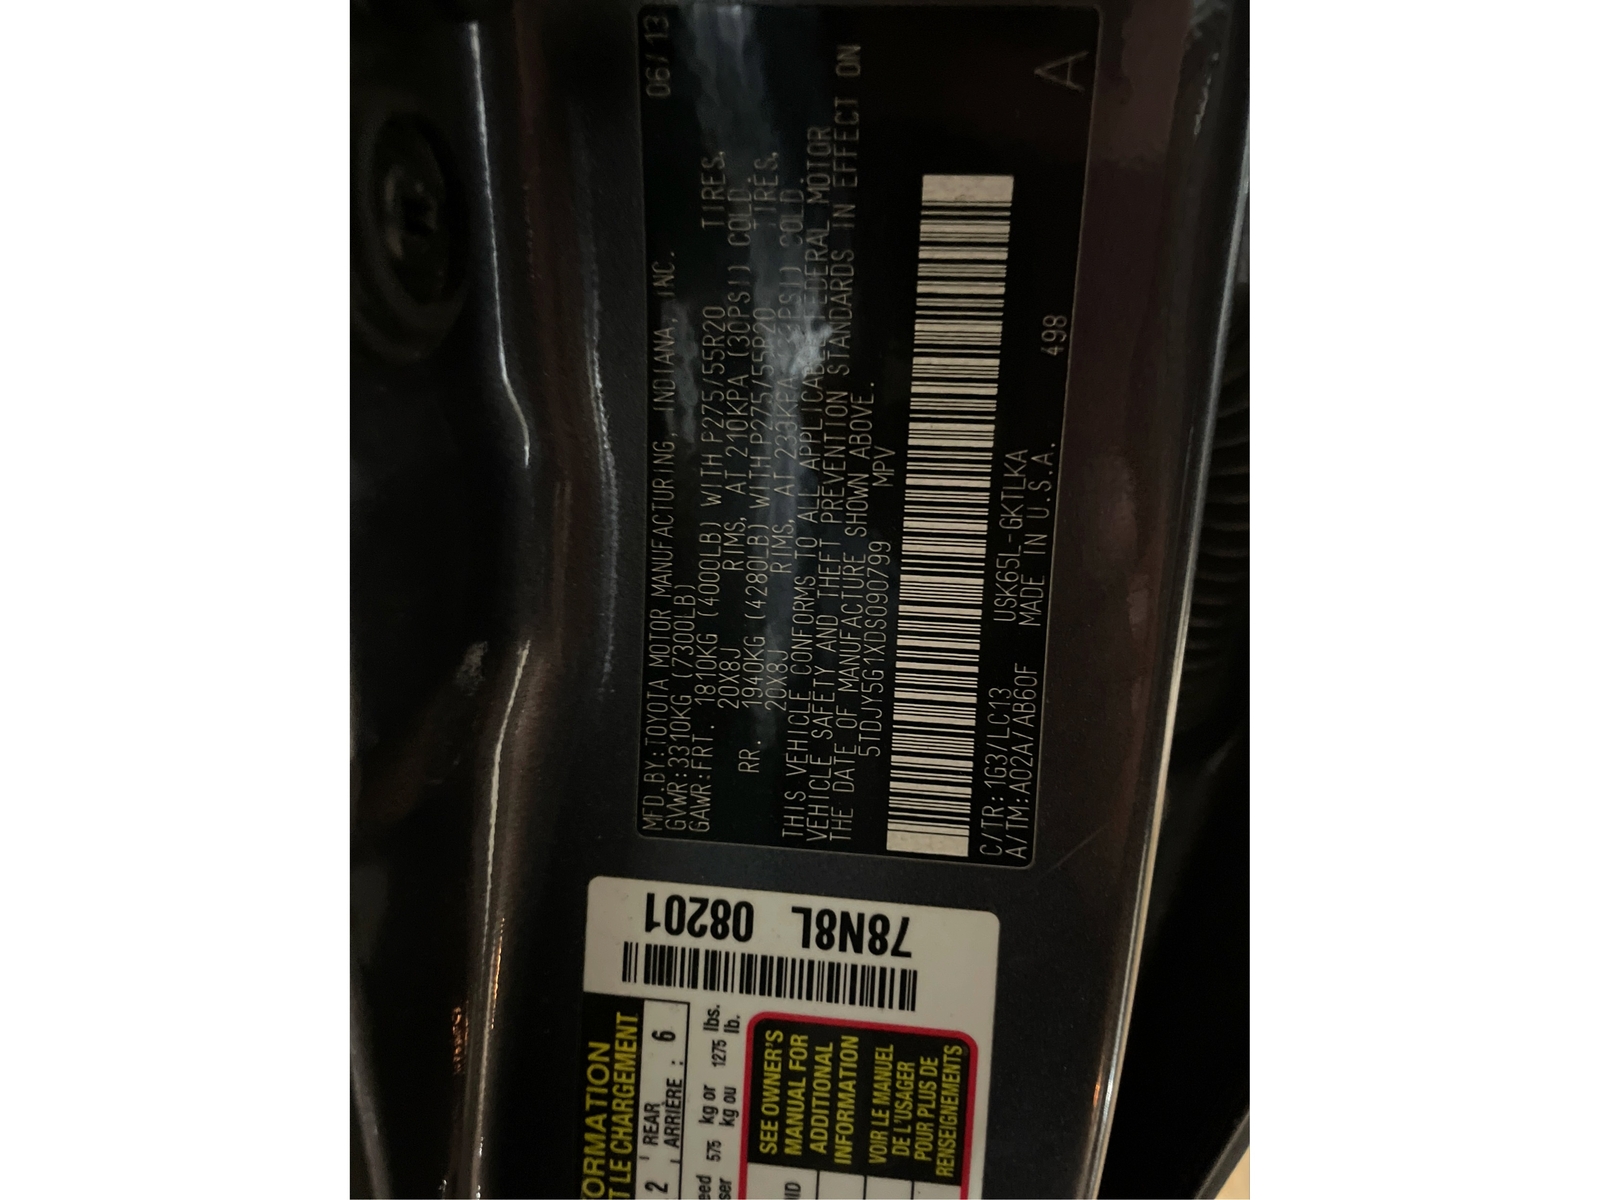 MFD.BY:TOYOTA MOTOR MANUFACTURING, INDIANA, INC. 06/13
GVWR:3310KG (7300LB)
GAWR:FRT. 1810KG (4000LB) WITH P275/55R20 TIRES,
20X8J RIMS, AT 210KPA (30PSI) COLD.
RR. 1940KG (4280LB) WITH P275/55R20 TIRES,
20X8J RIMS, AT 233KPA PSI) COLD
THIS VEHICLE CONFORMS TO ALL APPLICABLE FEDERAL MOTOR
VEHICLE SAFETY AND THEFT PREVENTION STANDARDS IN EFFECT ON
THE DATE OF MANUFACTURE SHOWN ABOVE.
5TDJY5G1XDS090799 MPV
C/TR:1G3/LC13 USK65L-GKTLKA
A/TM:A02A/AB60F MADE IN U.S.A. 498
A
78N8L 08201
ORMATION
T LE CHARGEMENT
2 REAR
ARRIÈRE : 6
eed 575 kg or 1275 lbs.
ser kg ou lb.
SEE OWNER'S
MANUAL FOR
ADDITIONAL
INFORMATION
VOIR LE MANUEL
DE L'USAGER
POUR PLUS DE
RENSEIGNEMENTS